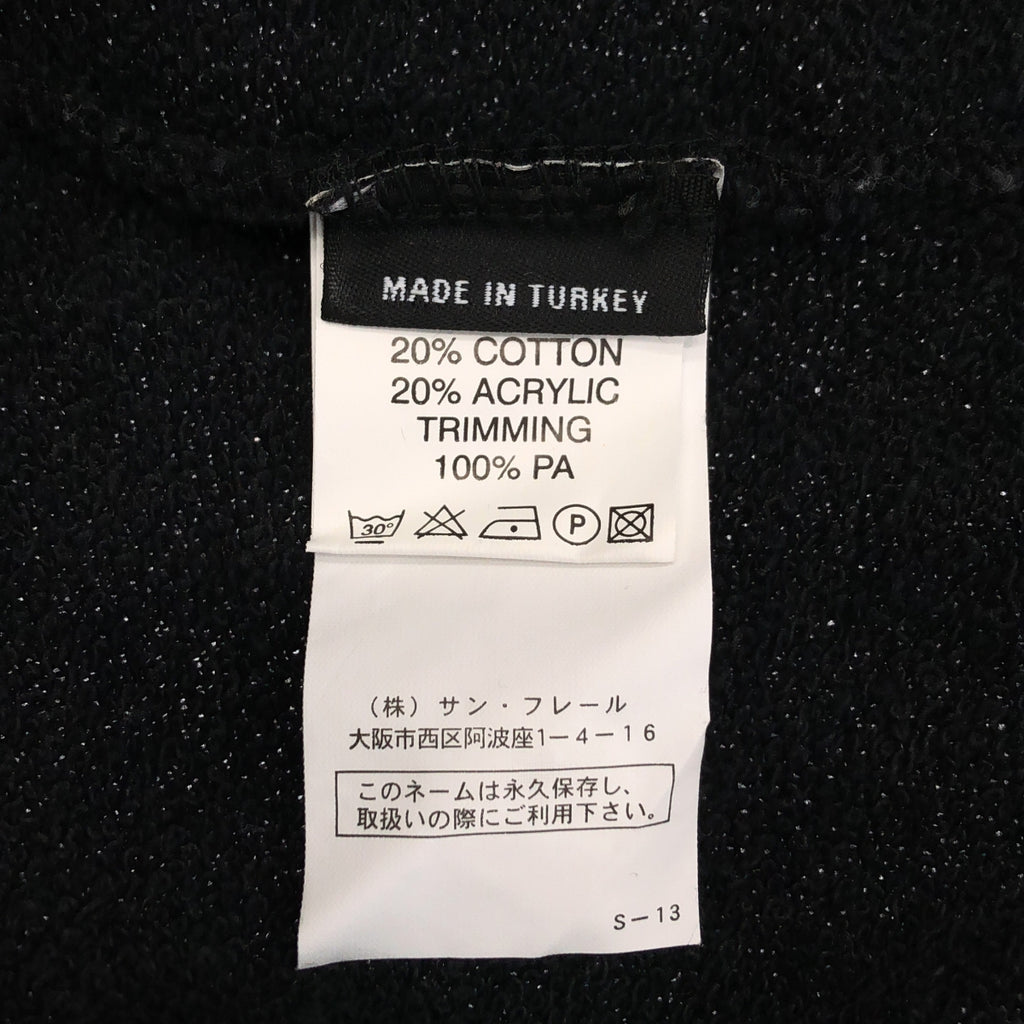 MADE IN TURKEY
20% COTTON
20% ACRYLIC
TRIMMING
100% PA
30°
P
(株)サン・フレール
大阪市西区阿波座1-4-16
このネームは永久保存し、
取扱いの際にご利用下さい。
S-13